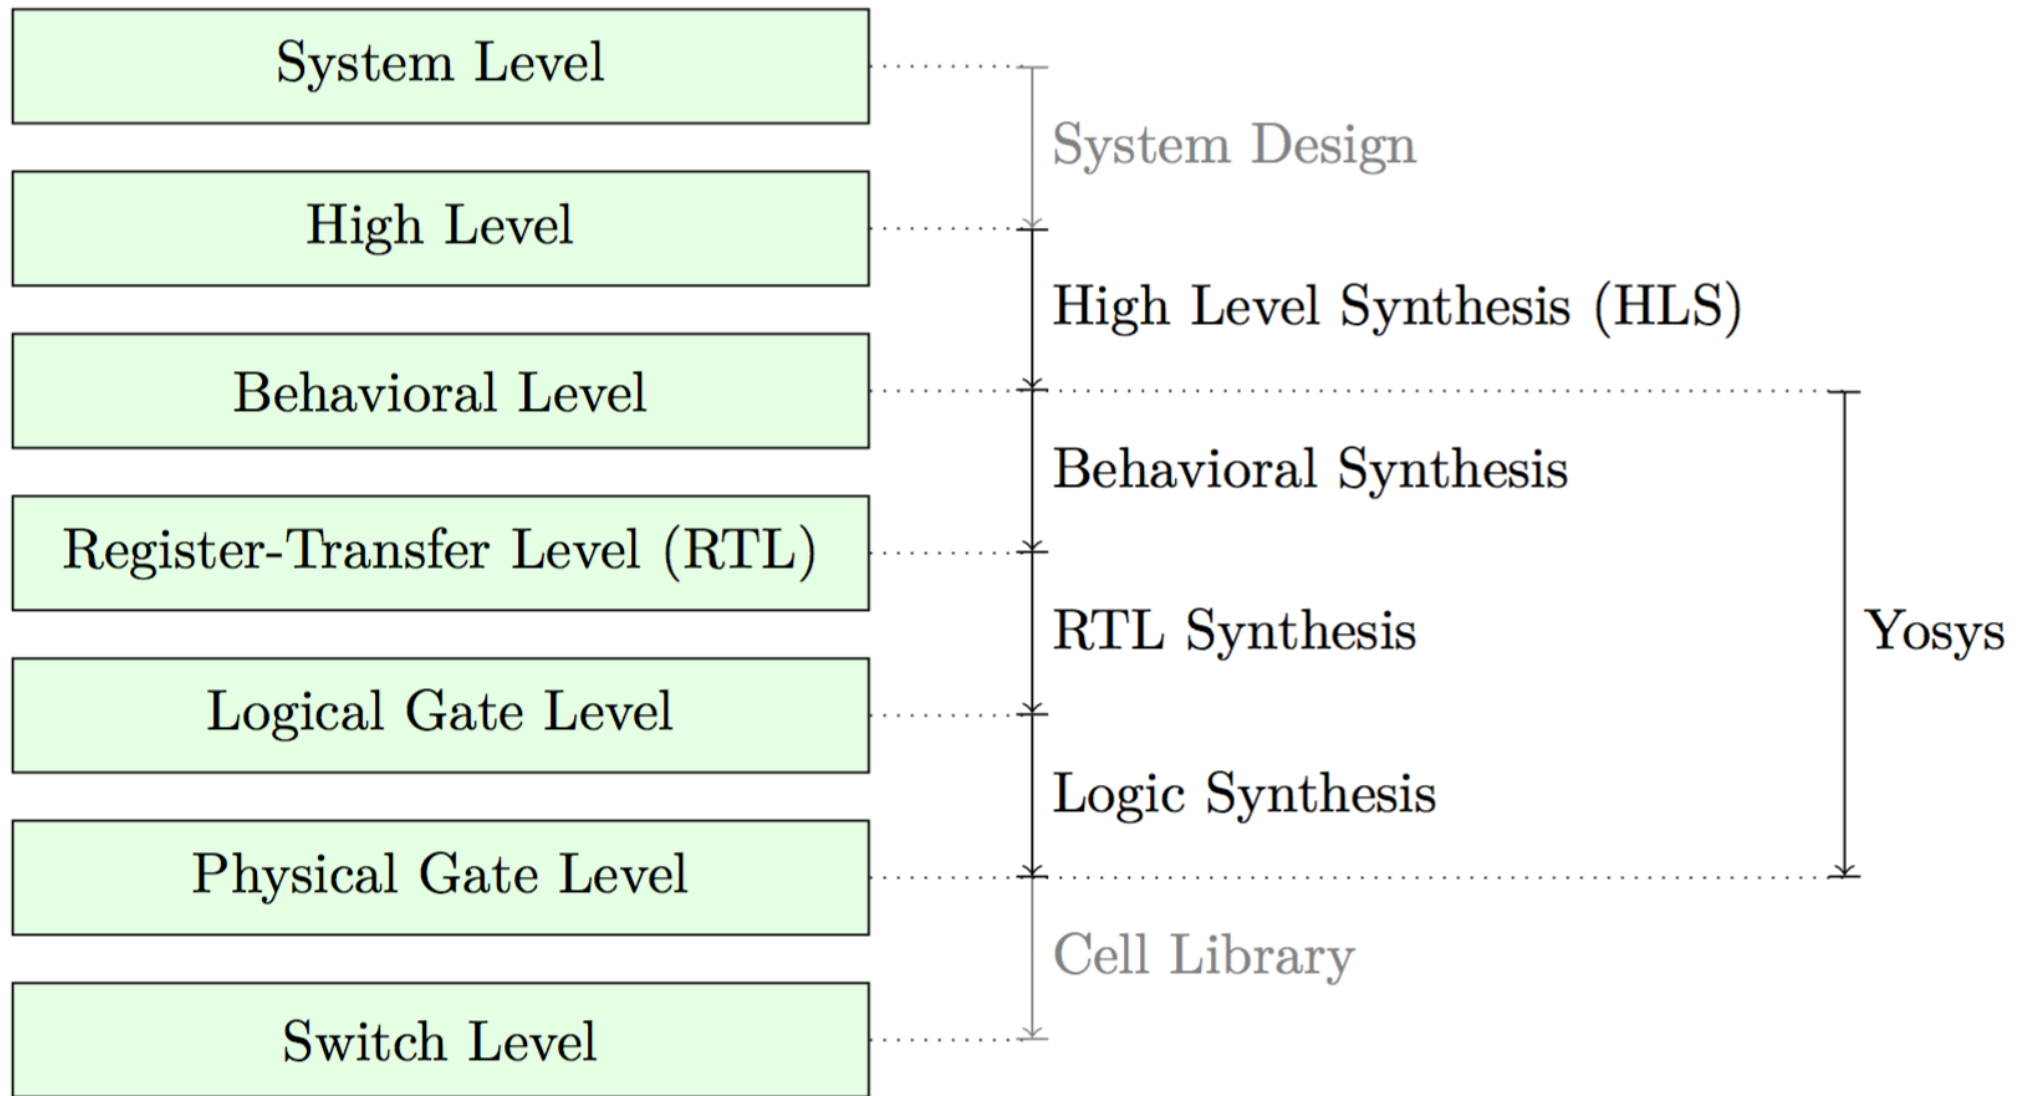 System Level
System Design
High Level
High Level Synthesis (HLS)
Behavioral Level
Behavioral Synthesis
Register-Transfer Level (RTL)
RTL Synthesis
Yosys
Logical Gate Level
Logic Synthesis
Physical Gate Level
Cell Library
Switch Level